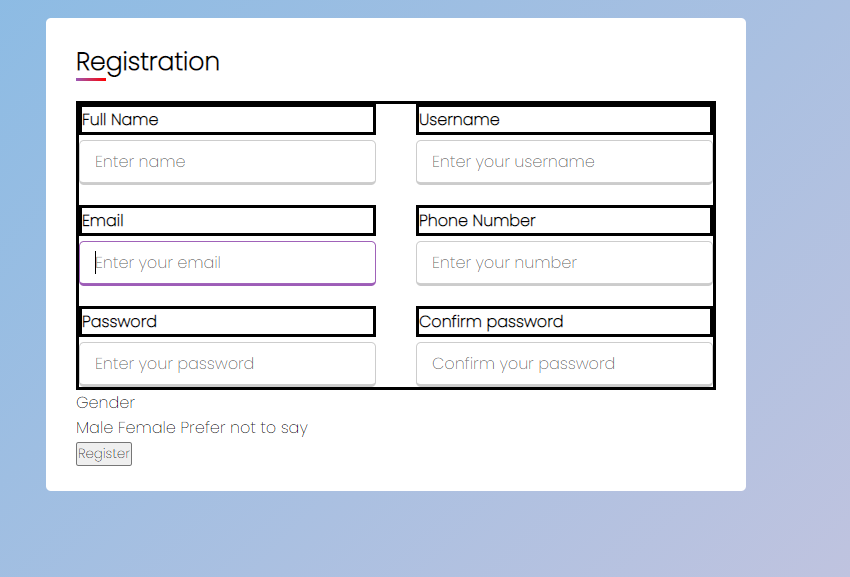 Registration
Full Name Username
Enter name Enter your username
Email Phone Number
Enter your email Enter your number
Password Confirm password
Enter your password Confirm your password
Gender
Male Female Prefer not to say
Register